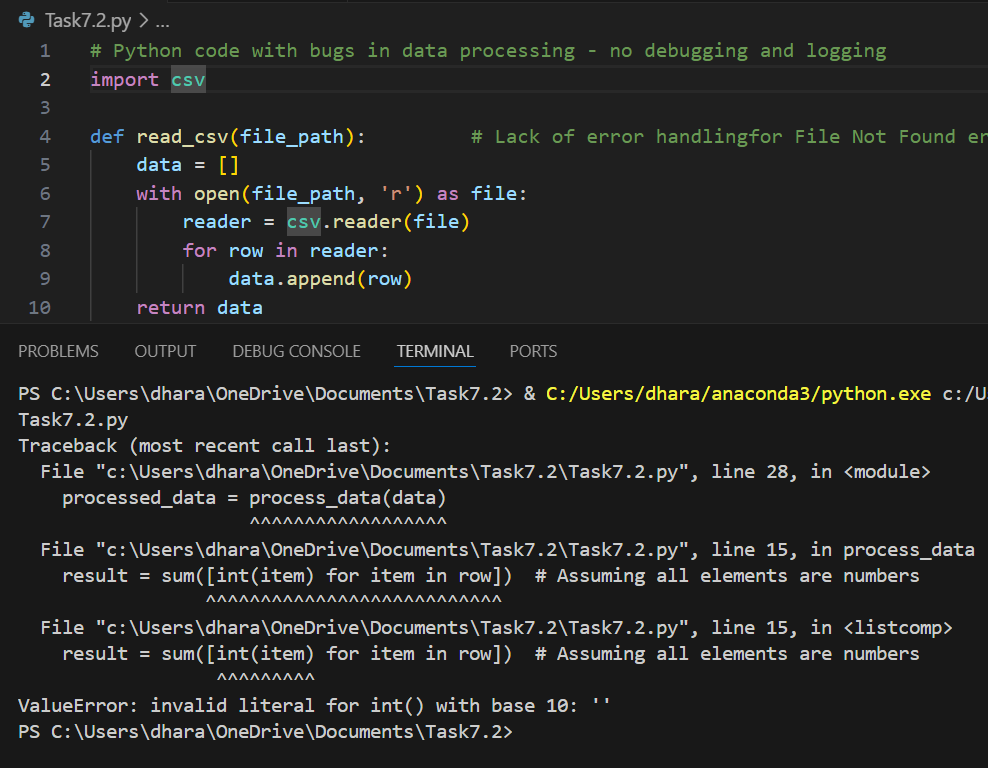 Task7.2.py > ...
1 # Python code with bugs in data processing - no debugging and logging
2 import csv
3
4 def read_csv(file_path): # Lack of error handlingfor File Not Found er
5 data = []
6 with open(file_path, 'r') as file:
7 reader = csv.reader(file)
8 for row in reader:
9 data.append(row)
10 return data
PROBLEMS OUTPUT DEBUG CONSOLE TERMINAL PORTS
PS C:\Users\dhara\OneDrive\Documents\Task7.2> & C:/Users/dhara/anaconda3/python.exe c:/U
Task7.2.py
Traceback (most recent call last):
File "c:\Users\dhara\OneDrive\Documents\Task7.2\Task7.2.py", line 28, in <module>
processed_data = process_data(data)
^^^^^^^^^^^^^^^^^^
File "c:\Users\dhara\OneDrive\Documents\Task7.2\Task7.2.py", line 15, in process_data
result = sum([int(item) for item in row]) # Assuming all elements are numbers
^^^^^^^^^^^^^^^^^^^^^^^^^^^
File "c:\Users\dhara\OneDrive\Documents\Task7.2\Task7.2.py", line 15, in <listcomp>
result = sum([int(item) for item in row]) # Assuming all elements are numbers
^^^^^^^^^
ValueError: invalid literal for int() with base 10: ''
PS C:\Users\dhara\OneDrive\Documents\Task7.2>